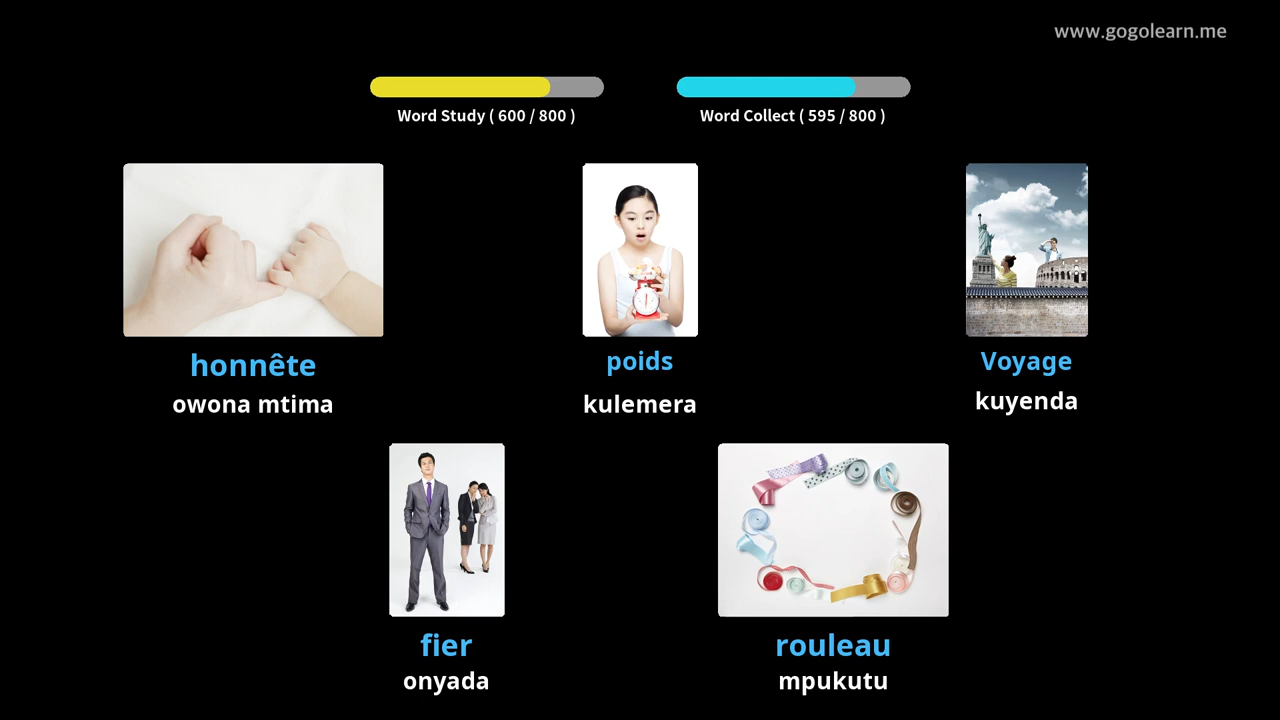 www.gogolearn.me
Word Study ( 600 / 800 )
Word Collect ( 595 / 800 )
honnête
owona mtima
poids
kulemera
Voyage
kuyenda
fier
onyada
rouleau
mpukutu